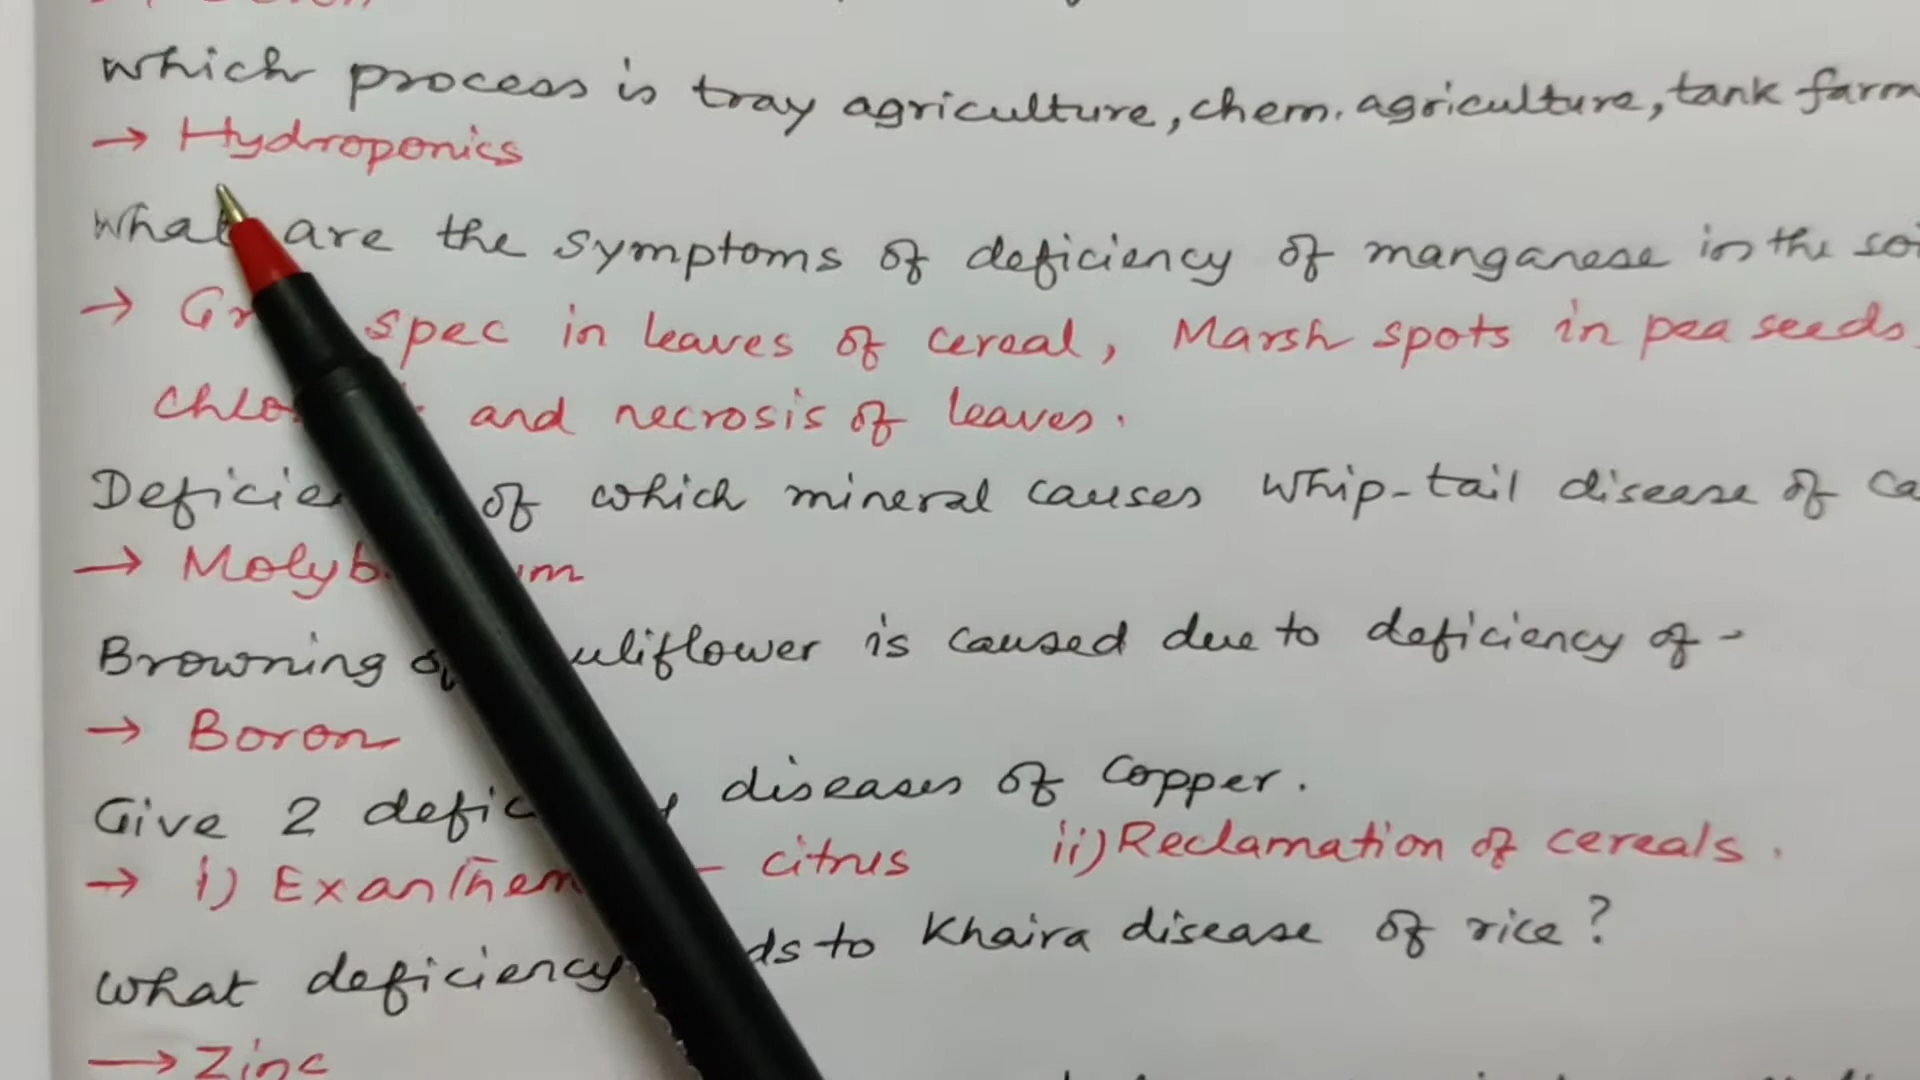 Which process is tray agriculture, chem. agriculture, tank farm
→ Hydroponics
What are the symptoms of deficiency of manganese in the soi
→ spec in leaves of cereal, Marsh spots in pea seeds,
and necrosis of leaves.
of which mineral causes Whip-tail disease of Ca
→
Browning is caused due to deficiency of -
→ Boron
Give 2 diseases of Copper.
→ i) - citrus ii) Reclamation of cereals.
What deficiency to Khaira disease of rice?
→ Zinc